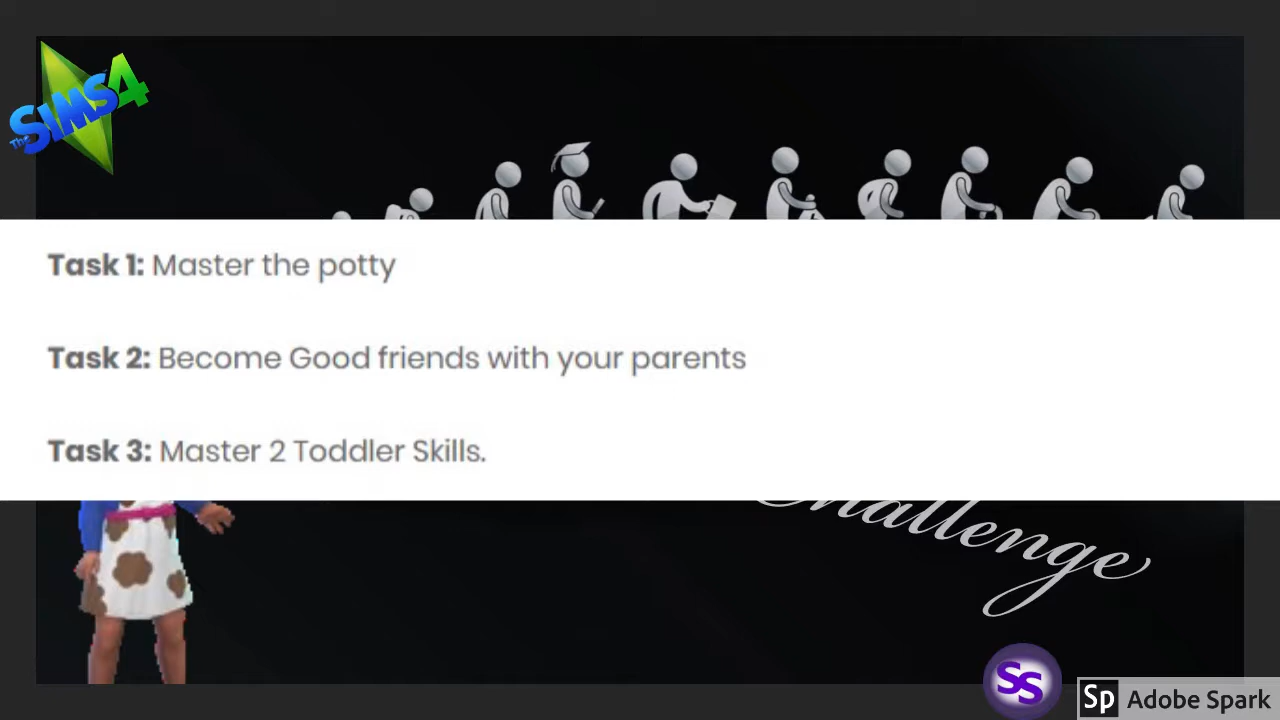 The SIMS 4
Task 1: Master the potty
Task 2: Become Good friends with your parents
Task 3: Master 2 Toddler Skills.
Challenge
SS
Sp Adobe Spark